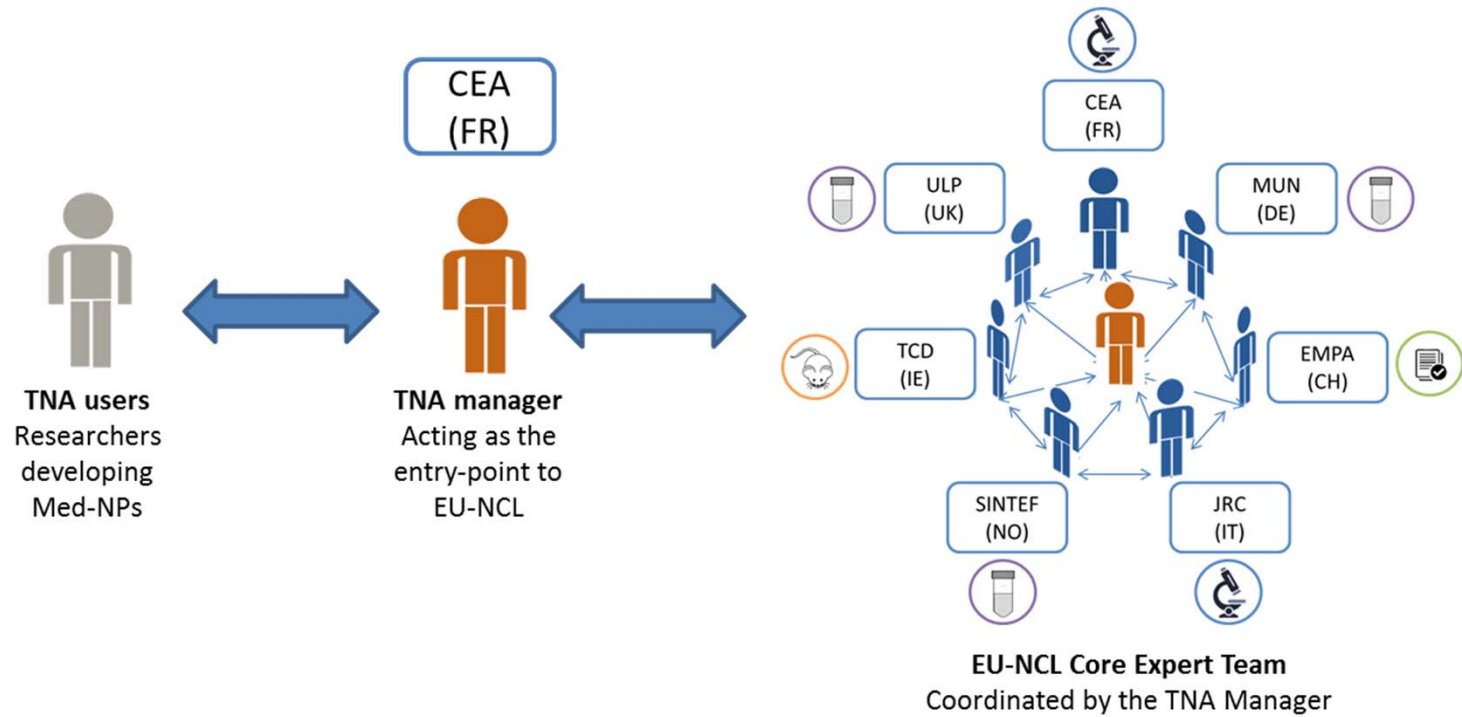 CEA
(FR)
TNA users
Researchers
developing
Med-NPs
TNA manager
Acting as the
entry-point to
EU-NCL
CEA
(FR)
ULP
(UK)
MUN
(DE)
TCD
(IE)
EMPA
(CH)
SINTEF
(NO)
JRC
(IT)
EU-NCL Core Expert Team
Coordinated by the TNA Manager